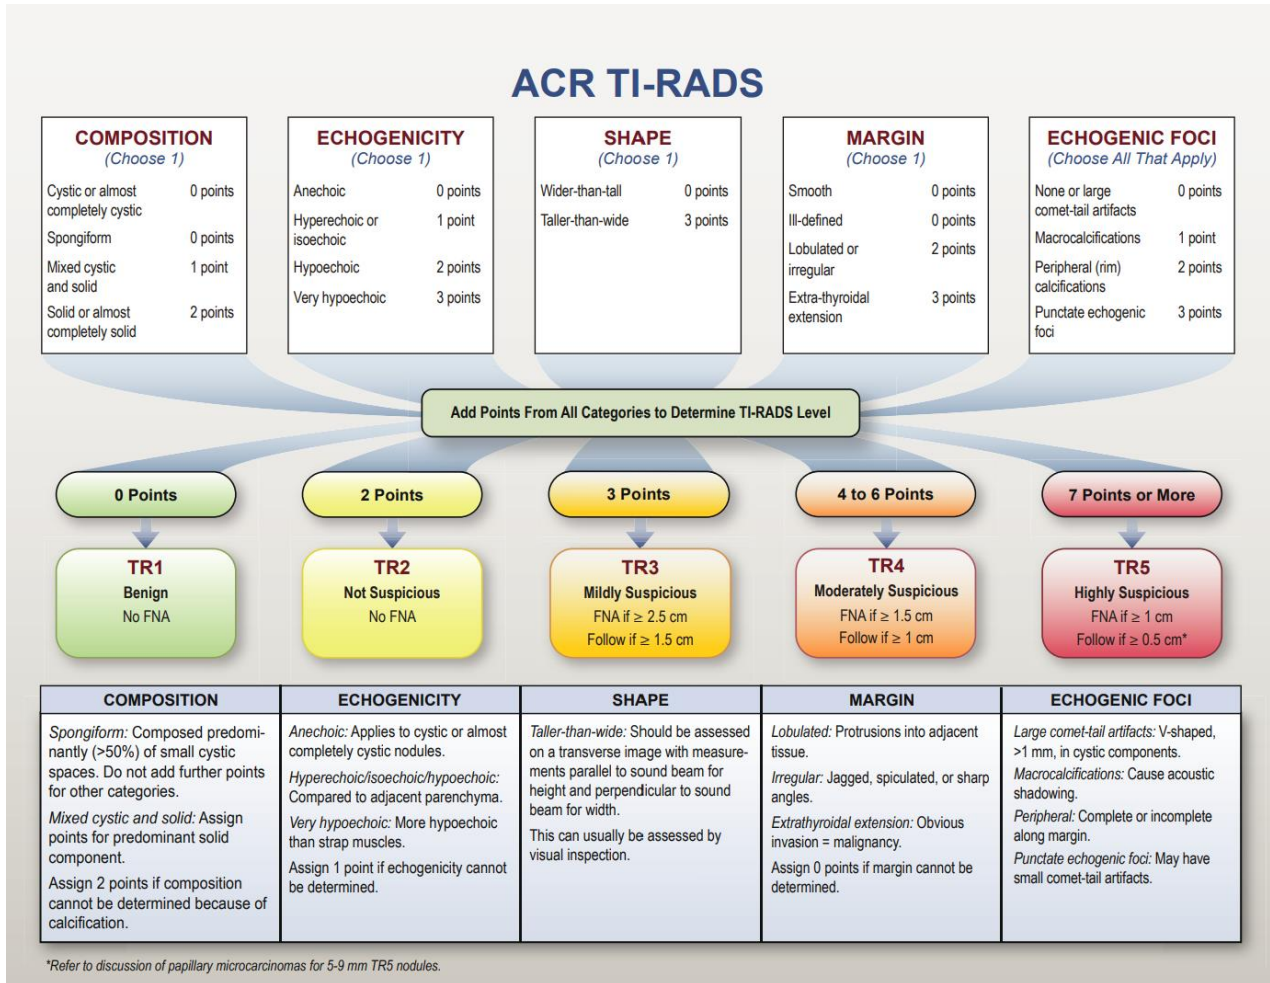 ACR TI-RADS
COMPOSITION
(Choose 1)
Cystic or almost completely cystic 0 points
Spongiform 0 points
Mixed cystic and solid 1 point
Solid or almost completely solid 2 points
ECHOGENICITY
(Choose 1)
Anechoic 0 points
Hyperechoic or isoechoic 1 point
Hypoechoic 2 points
Very hypoechoic 3 points
SHAPE
(Choose 1)
Wider-than-tall 0 points
Taller-than-wide 3 points
MARGIN
(Choose 1)
Smooth 0 points
Ill-defined 0 points
Lobulated or irregular 2 points
Extra-thyroidal extension 3 points
ECHOGENIC FOCI
(Choose All That Apply)
None or large comet-tail artifacts 0 points
Macrocalcifications 1 point
Peripheral (rim) calcifications 2 points
Punctate echogenic foci 3 points
Add Points From All Categories to Determine TI-RADS Level
0 Points
2 Points
3 Points
4 to 6 Points
7 Points or More
TR1
Benign
No FNA
TR2
Not Suspicious
No FNA
TR3
Mildly Suspicious
FNA if ≥ 2.5 cm
Follow if ≥ 1.5 cm
TR4
Moderately Suspicious
FNA if ≥ 1.5 cm
Follow if ≥ 1 cm
TR5
Highly Suspicious
FNA if ≥ 1 cm
Follow if ≥ 0.5 cm*
COMPOSITION
Spongiform: Composed predomi-
nantly (>50%) of small cystic
spaces. Do not add further points
for other categories.
Mixed cystic and solid: Assign
points for predominant solid
component.
Assign 2 points if composition
cannot be determined because of
calcification.
ECHOGENICITY
Anechoic: Applies to cystic or almost
completely cystic nodules.
Hyperechoic/isoechoic/hypoechoic:
Compared to adjacent parenchyma.
Very hypoechoic: More hypoechoic
than strap muscles.
Assign 1 point if echogenicity cannot
be determined.
SHAPE
Taller-than-wide: Should be assessed
on a transverse image with measure-
ments parallel to sound beam for
height and perpendicular to sound
beam for width.
This can usually be assessed by
visual inspection.
MARGIN
Lobulated: Protrusions into adjacent
tissue.
Irregular: Jagged, spiculated, or sharp
angles.
Extrathyroidal extension: Obvious
invasion = malignancy.
Assign 0 points if margin cannot be
determined.
ECHOGENIC FOCI
Large comet-tail artifacts: V-shaped,
>1 mm, in cystic components.
Macrocalcifications: Cause acoustic
shadowing.
Peripheral: Complete or incomplete
along margin.
Punctate echogenic foci: May have
small comet-tail artifacts.
*Refer to discussion of papillary microcarcinomas for 5-9 mm TR5 nodules.